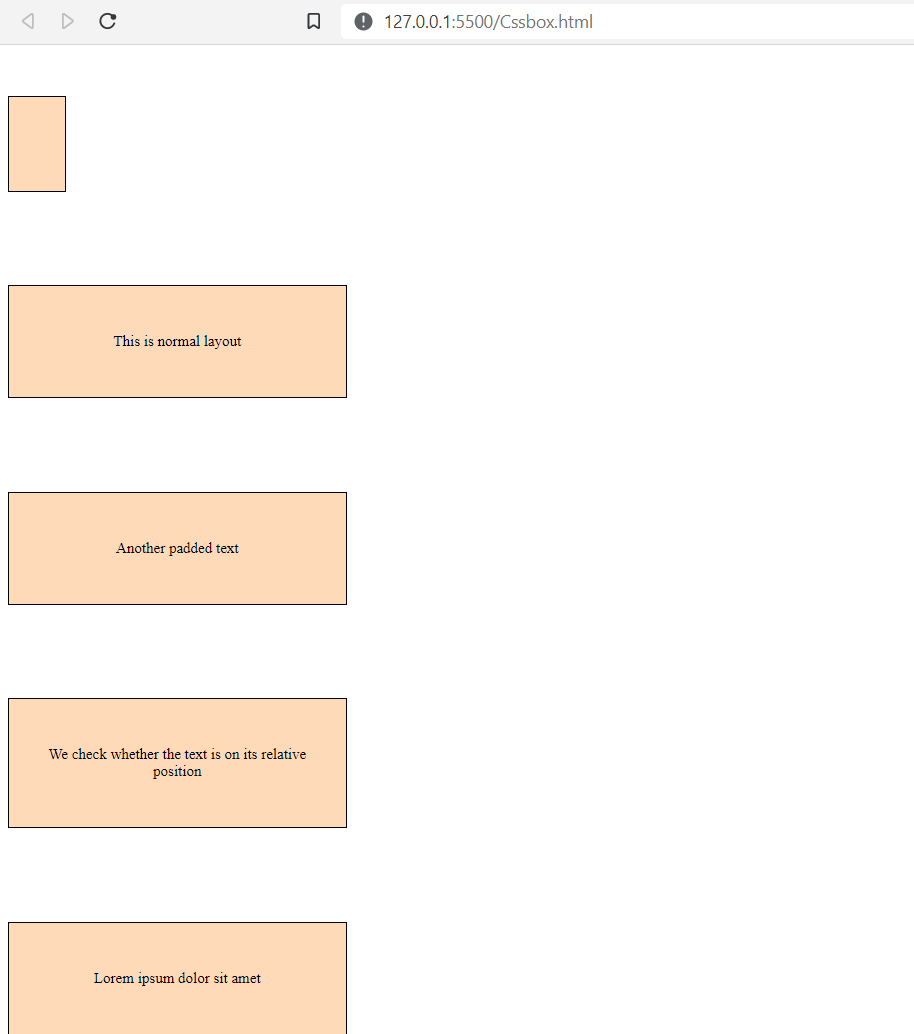 127.0.0.1:5500/Cssbox.html
This is normal layout
Another padded text
We check whether the text is on its relative
position
Lorem ipsum dolor sit amet